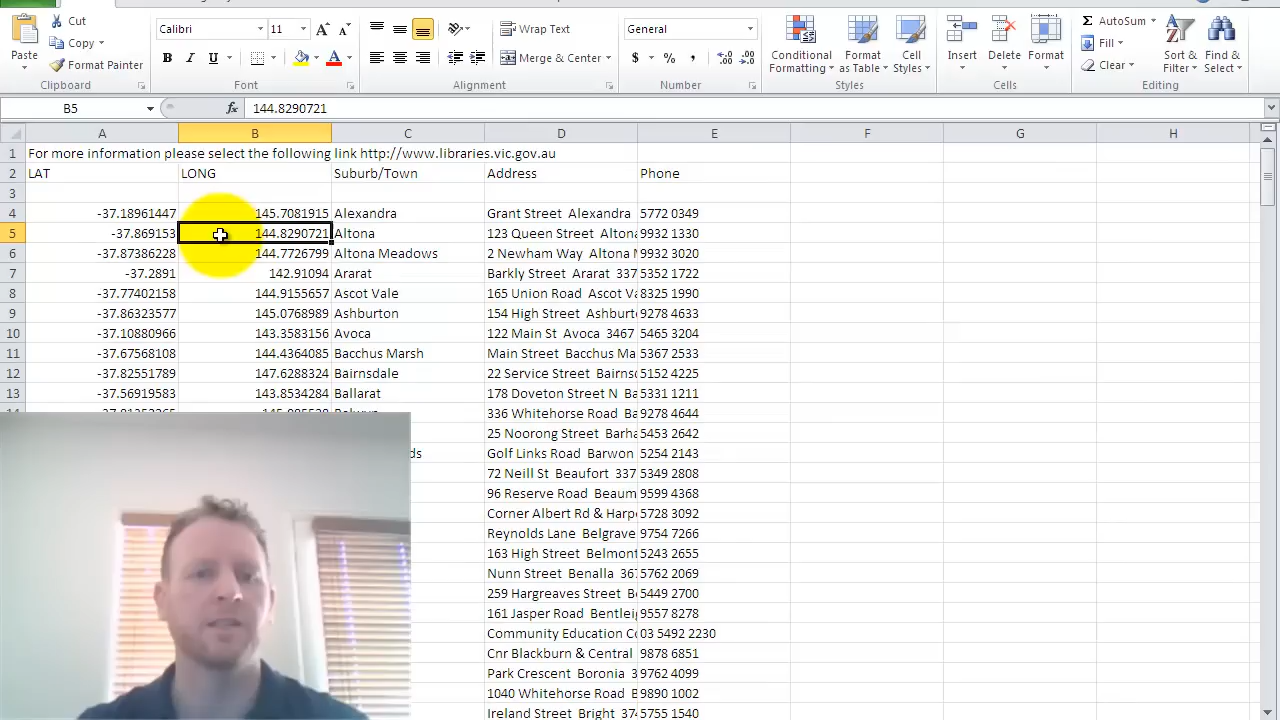 Cut
Copy
Format Painter
Paste
Clipboard
Calibri 11
B I U
Font
Wrap Text
Merge & Center
Alignment
General
$ % ,
Number
Conditional Formatting
Format as Table
Cell Styles
Styles
Insert
Delete
Format
Cells
AutoSum
Fill
Clear
Sort & Filter
Find & Select
Editing
B5 fx 144.8290721
A B C D E F G H
1 For more information please select the following link http://www.libraries.vic.gov.au
2 LAT LONG Suburb/Town Address Phone
3
4 -37.18961447 145.7081915 Alexandra Grant Street Alexandra 5772 0349
5 -37.869153 144.8290721 Altona 123 Queen Street Altona 9932 1330
6 -37.87386228 144.7726799 Altona Meadows 2 Newham Way Altona M 9932 3020
7 -37.2891 142.91094 Ararat Barkly Street Ararat 337 5352 1722
8 -37.77402158 144.9155657 Ascot Vale 165 Union Road Ascot Va 8325 1990
9 -37.86323577 145.0768989 Ashburton 154 High Street Ashburt 9278 4633
10 -37.10880966 143.3583156 Avoca 122 Main St Avoca 3467 5465 3204
11 -37.67568108 144.4364085 Bacchus Marsh Main Street Bacchus Ma 5367 2533
12 -37.82551789 147.6288324 Bairnsdale 22 Service Street Bairns 5152 4225
13 -37.56919583 143.8534284 Ballarat 178 Doveton Street N Ba 5331 1211
336 Whitehorse Road Ba 9278 4644
25 Noorong Street Barha 5453 2642
ds Golf Links Road Barwon 5254 2143
72 Neill St Beaufort 337 5349 2808
96 Reserve Road Beaum 9599 4368
Corner Albert Rd & Harp 5728 3092
Reynolds Lane Belgrave 9754 7266
163 High Street Belmont 5243 2655
Nunn Street Benalla 36 5762 2069
259 Hargreaves Street B 5449 2700
161 Jasper Road Bentlei 9557 8278
Community Education Ce 03 5492 2230
Cnr Blackburn & Central 9878 6851
Park Crescent Boronia 3 9762 4099
1040 Whitehorse Road B 9890 1002
Ireland Street Bright 37 5755 1540